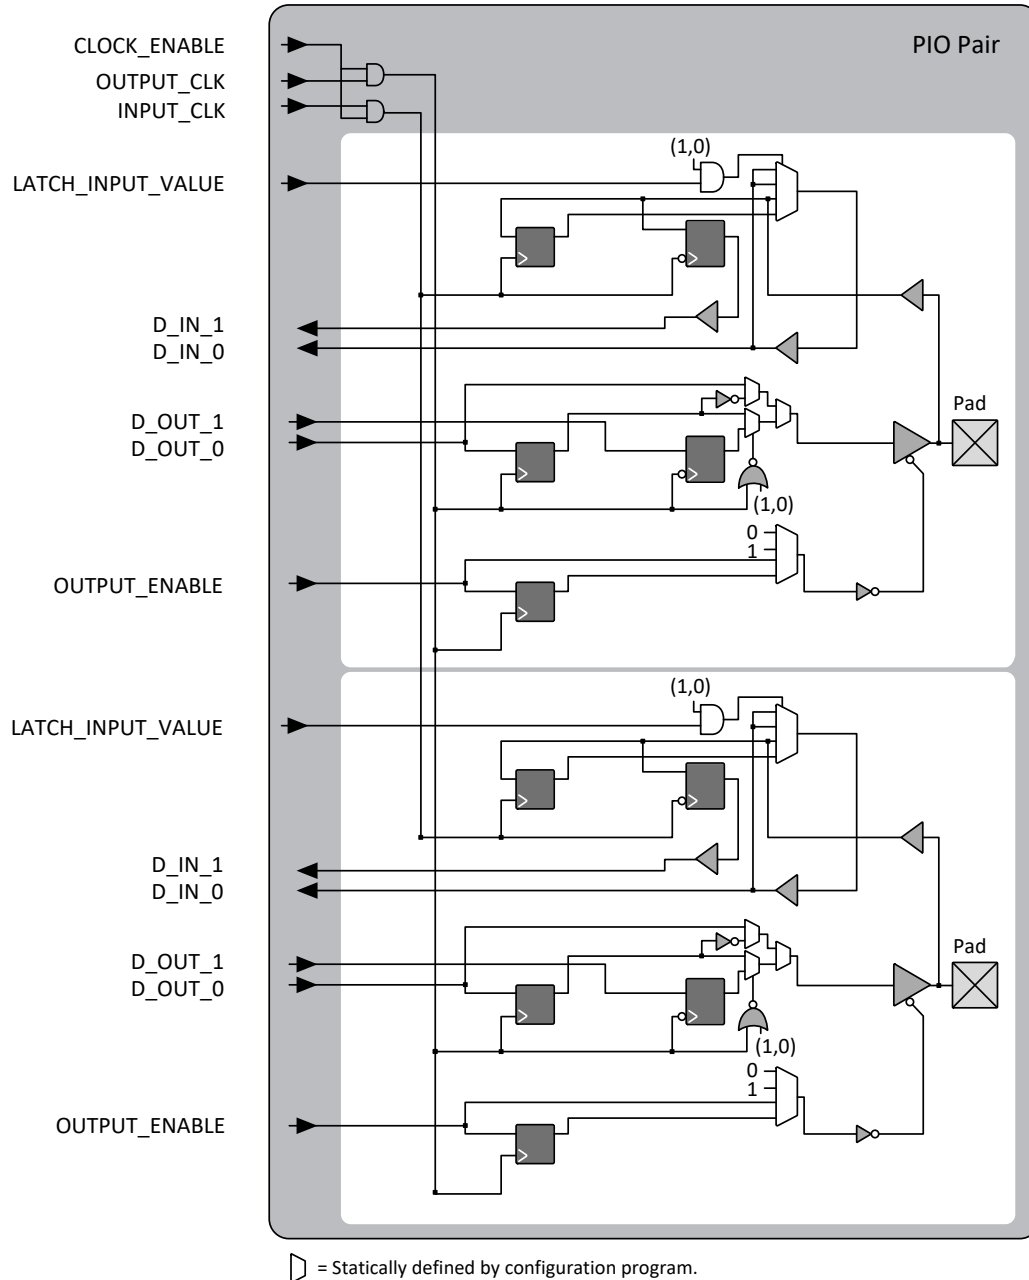 CLOCK_ENABLE
PIO Pair
OUTPUT_CLK
INPUT_CLK
(1,0)
LATCH_INPUT_VALUE
D_IN_1
D_IN_0
Pad
D_OUT_1
D_OUT_0
(1,0)
0
1
OUTPUT_ENABLE
(1,0)
LATCH_INPUT_VALUE
D_IN_1
D_IN_0
Pad
D_OUT_1
D_OUT_0
(1,0)
0
1
OUTPUT_ENABLE
= Statically defined by configuration program.